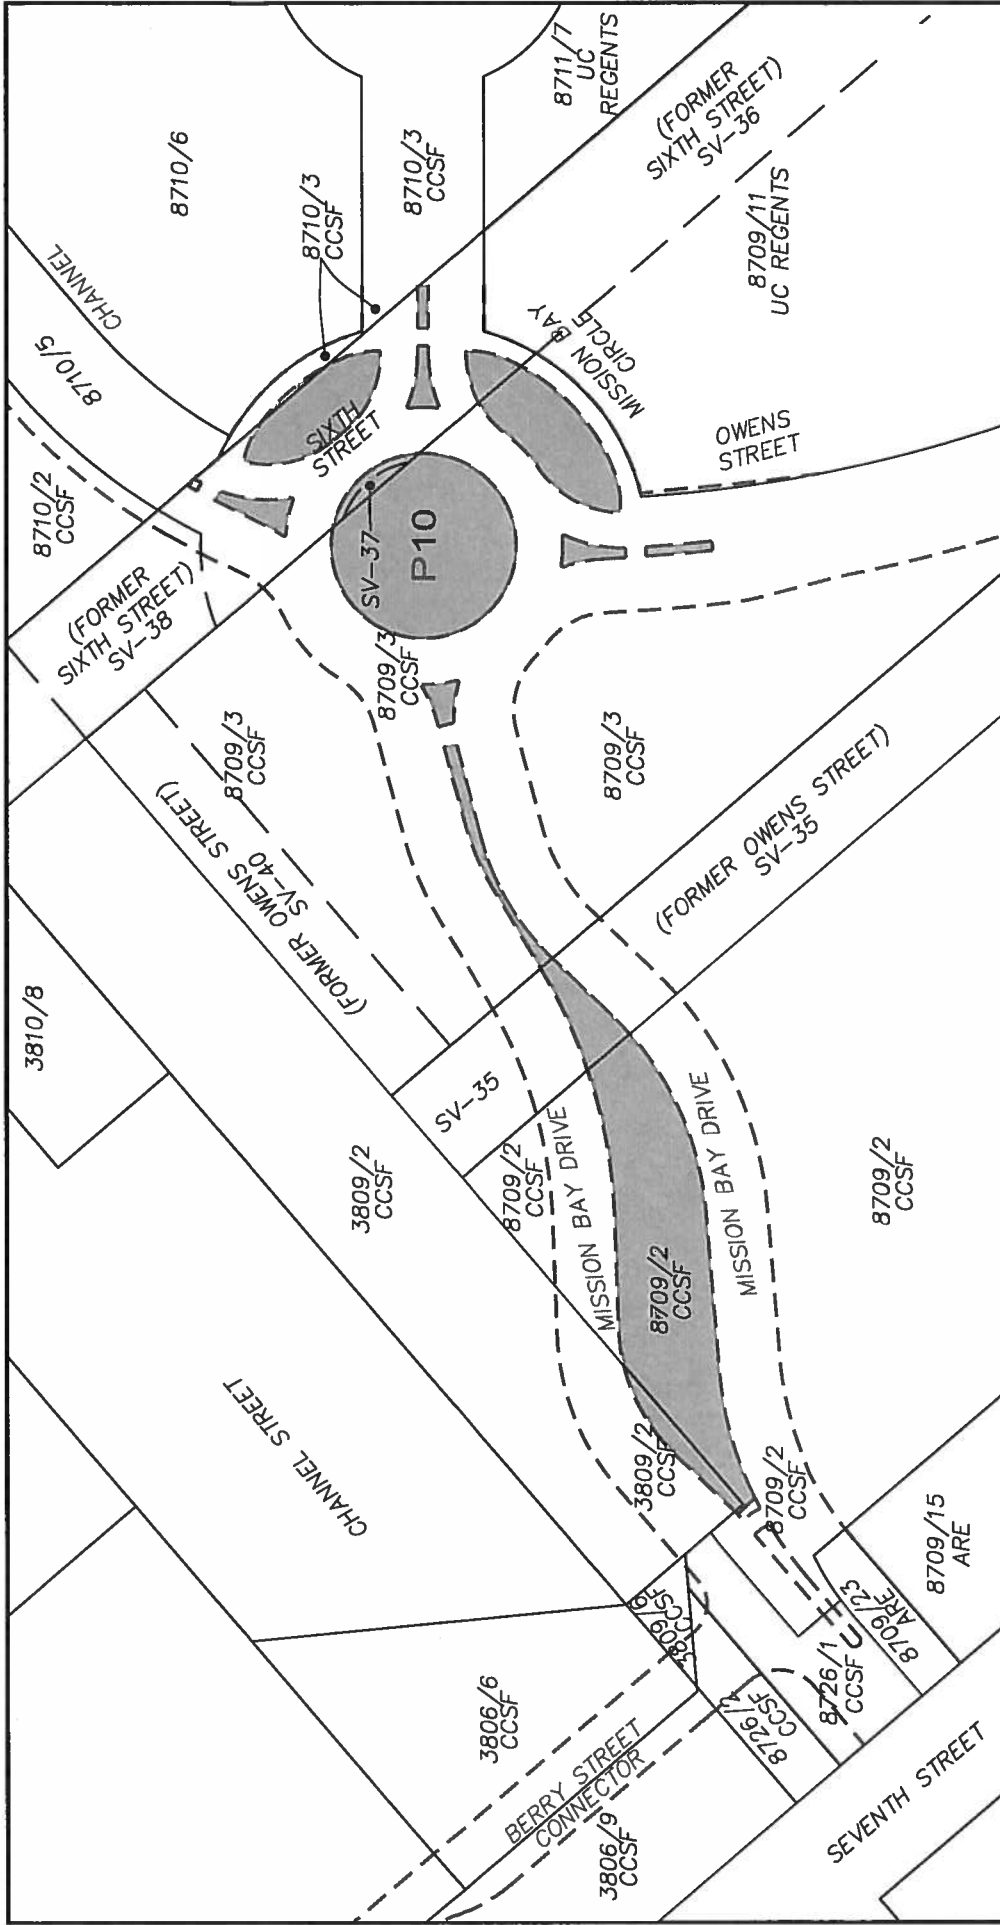 8710/6
8711/7
UC
REGENTS
8710/3
CCSF
8710/3
CCSF
(FORMER
SIXTH STREET)
SV-36
CHANNEL
8710/5
8709/11
UC REGENTS
MISSION BAY
CIRCLE
8710/2
CCSF
SIXTH
STREET
OWENS
STREET
(FORMER
SIXTH STREET)
SV-38
SV-37
P10
8709/3
CCSF
8709/3
CCSF
8709/3
CCSF
(FORMER OWENS STREET)
SV-40
(FORMER OWENS STREET)
SV-35
3810/8
SV-35
3809/2
CCSF
8709/2
CCSF
MISSION BAY DRIVE
MISSION BAY DRIVE
8709/2
CCSF
8709/2
CCSF
CHANNEL STREET
3809/2
CCSF
8709/2
CCSF
8709/15
ARE
8709/23
ARE
CCSF
3806/6
CCSF
8726/1
CCSF
CCSF
BERRY STREET
CONNECTOR
3806/9
CCSF
SEVENTH STREET